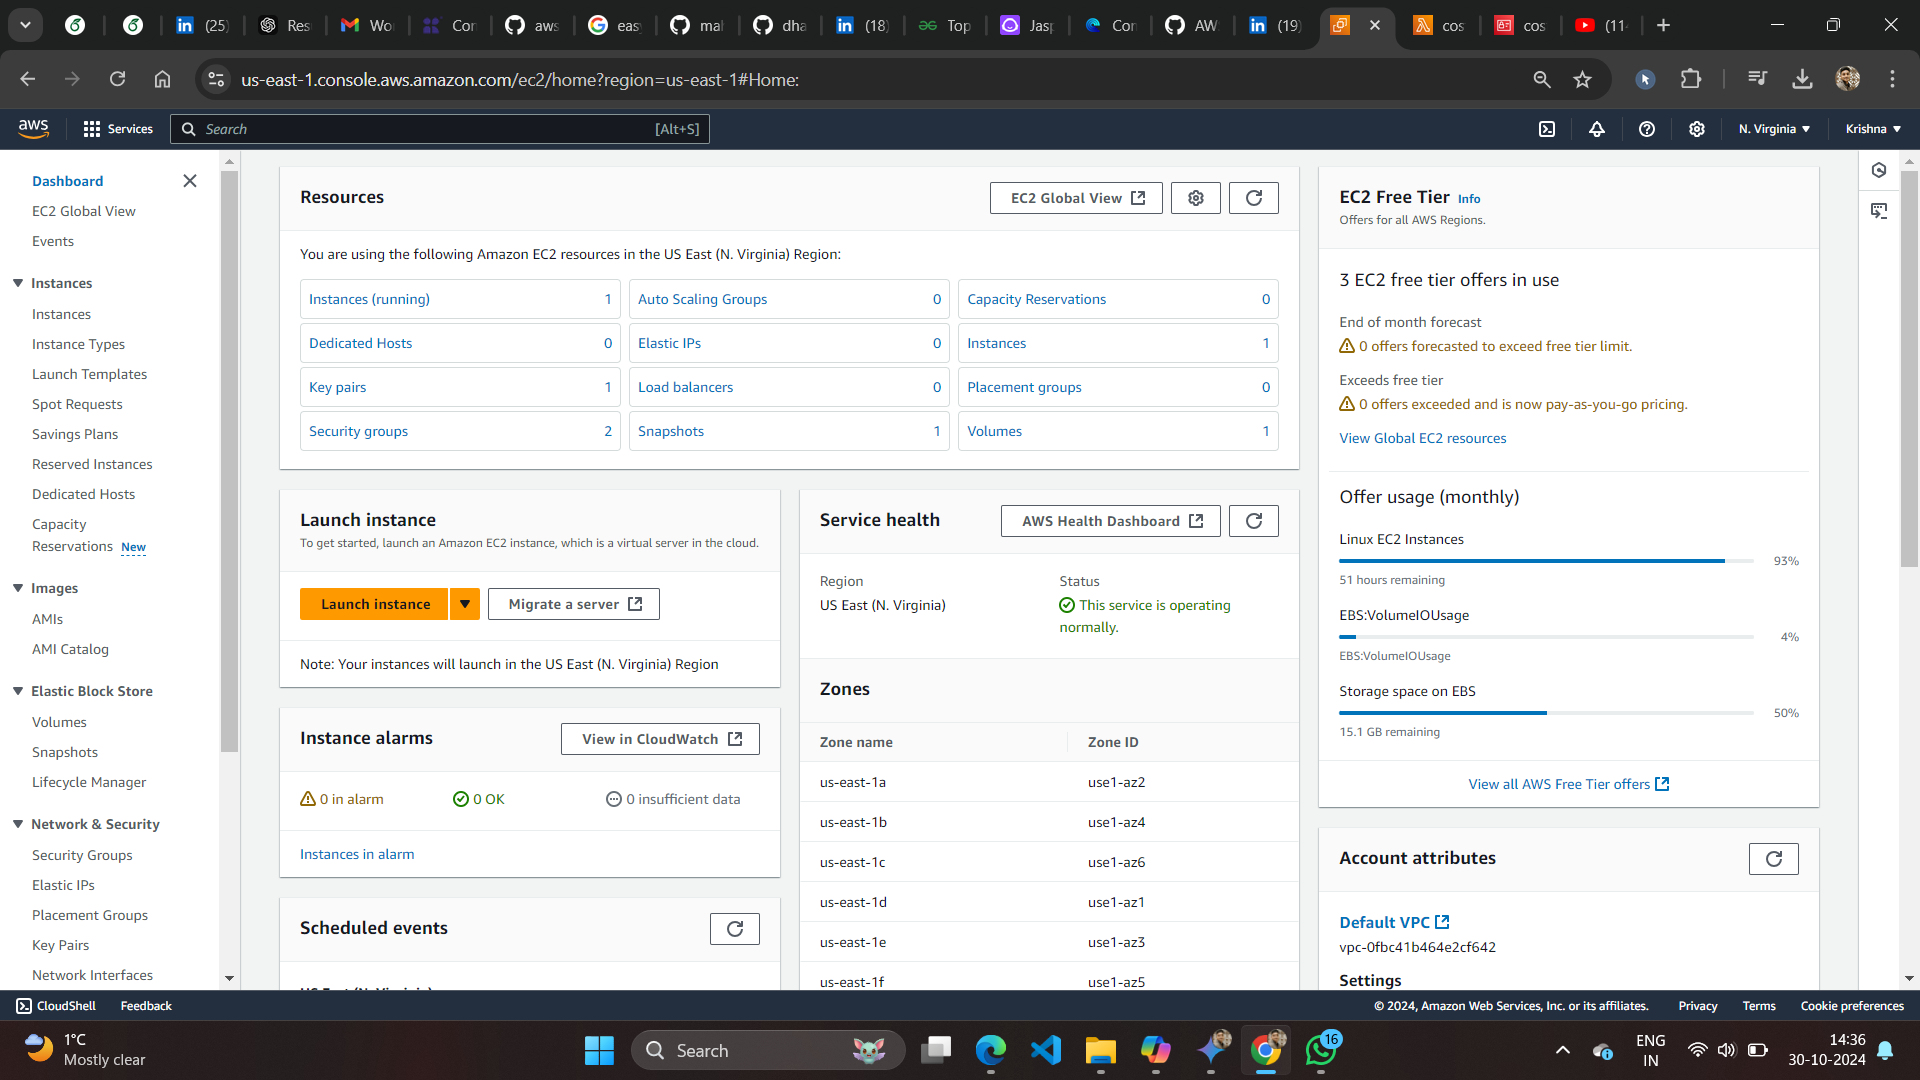 (25)
Res
Wo
Con
aws
easy
mal
dha
(18)
Top
Jasp
Con
AW
(19)
cos
cos
(11
us-east-1.console.aws.amazon.com/ec2/home?region=us-east-1#Home:
aws
Services
Search
[Alt+S]
N. Virginia
Krishna
Dashboard
EC2 Global View
Events
Instances
Instances
Instance Types
Launch Templates
Spot Requests
Savings Plans
Reserved Instances
Dedicated Hosts
Capacity
Reservations New
Images
AMIs
AMI Catalog
Elastic Block Store
Volumes
Snapshots
Lifecycle Manager
Network & Security
Security Groups
Elastic IPs
Placement Groups
Key Pairs
Network Interfaces
Resources
EC2 Global View
You are using the following Amazon EC2 resources in the US East (N. Virginia) Region:
Instances (running) 1
Auto Scaling Groups 0
Capacity Reservations 0
Dedicated Hosts 0
Elastic IPs 0
Instances 1
Key pairs 1
Load balancers 0
Placement groups 0
Security groups 2
Snapshots 1
Volumes 1
Launch instance
To get started, launch an Amazon EC2 instance, which is a virtual server in the cloud.
Launch instance
Migrate a server
Note: Your instances will launch in the US East (N. Virginia) Region
Instance alarms
View in CloudWatch
0 in alarm
0 OK
0 insufficient data
Instances in alarm
Scheduled events
Service health
AWS Health Dashboard
Region
US East (N. Virginia)
Status
This service is operating
normally.
Zones
Zone name Zone ID
us-east-1a use1-az2
us-east-1b use1-az4
us-east-1c use1-az6
us-east-1d use1-az1
us-east-1e use1-az3
us-east-1f use1-az5
EC2 Free Tier Info
Offers for all AWS Regions.
3 EC2 free tier offers in use
End of month forecast
0 offers forecasted to exceed free tier limit.
Exceeds free tier
0 offers exceeded and is now pay-as-you-go pricing.
View Global EC2 resources
Offer usage (monthly)
Linux EC2 Instances
93%
51 hours remaining
EBS:VolumeIOUsage
4%
EBS:VolumeIOUsage
Storage space on EBS
50%
15.1 GB remaining
View all AWS Free Tier offers
Account attributes
Default VPC
vpc-0fbc41b464e2cf642
Settings
CloudShell
Feedback
© 2024, Amazon Web Services, Inc. or its affiliates.
Privacy
Terms
Cookie preferences
1°C
Mostly clear
Search
16
ENG
IN
14:36
30-10-2024